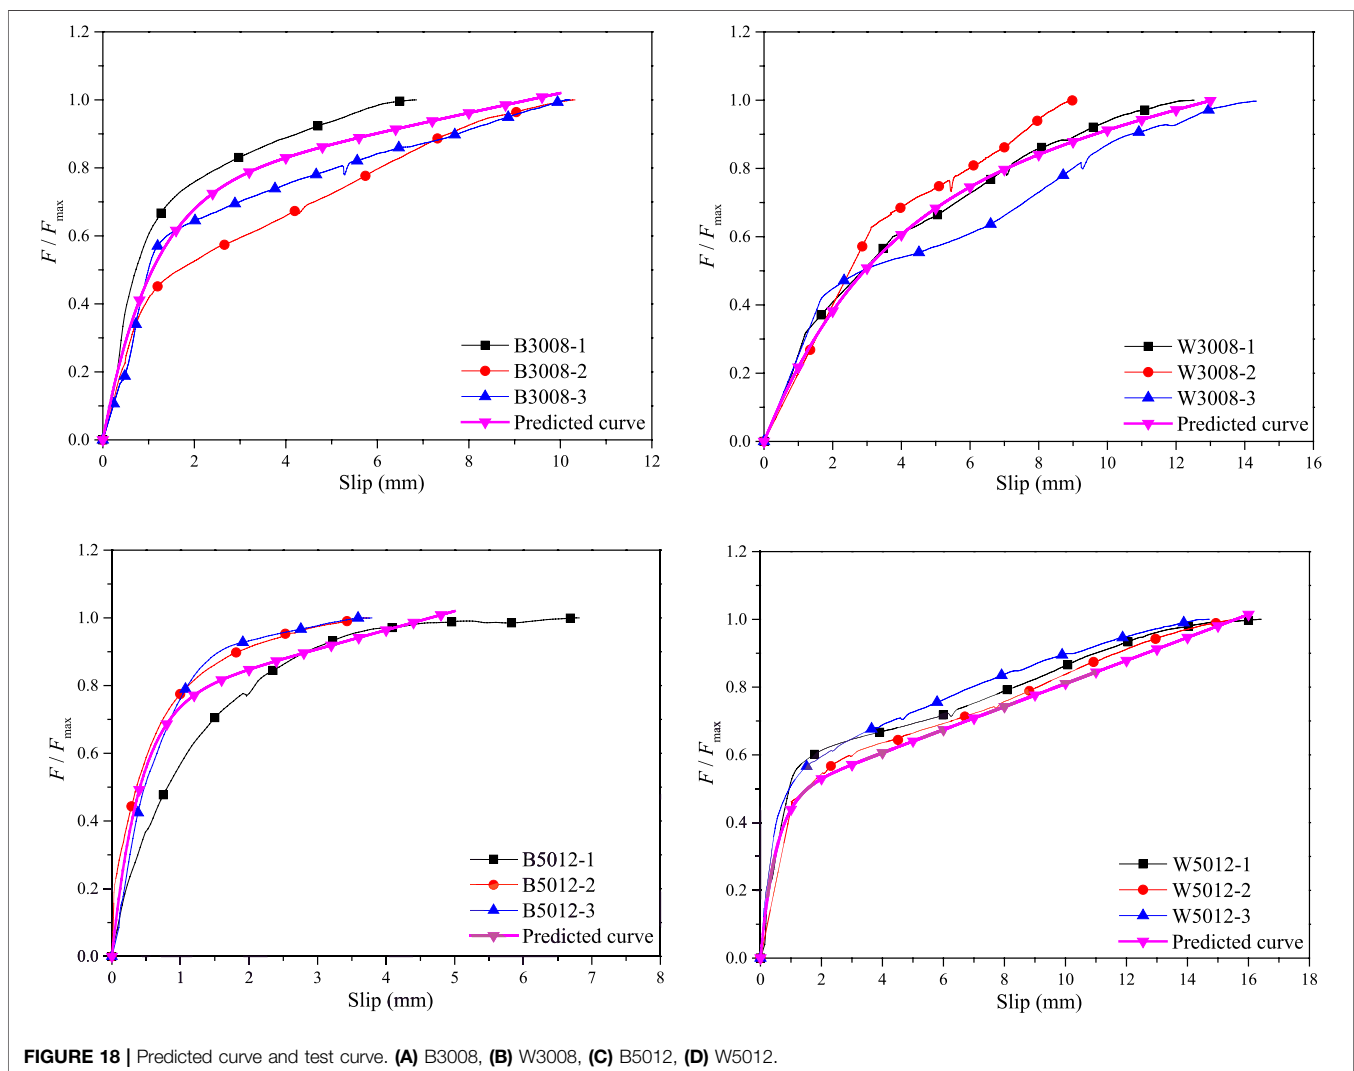 1.2
1.0
0.8
0.6
0.4
0.2
0.0
F / Fmax
0 2 4 6 8 10 12
Slip (mm)
B3008-1
B3008-2
B3008-3
Predicted curve
1.2
1.0
0.8
0.6
0.4
0.2
0.0
F / Fmax
0 2 4 6 8 10 12 14 16
Slip (mm)
W3008-1
W3008-2
W3008-3
Predicted curve
1.2
1.0
0.8
0.6
0.4
0.2
0.0
F / Fmax
0 1 2 3 4 5 6 7 8
Slip (mm)
B5012-1
B5012-2
B5012-3
Predicted curve
1.2
1.0
0.8
0.6
0.4
0.2
0.0
F / Fmax
0 2 4 6 8 10 12 14 16 18
Slip (mm)
W5012-1
W5012-2
W5012-3
Predicted curve
FIGURE 18 | Predicted curve and test curve. (A) B3008, (B) W3008, (C) B5012, (D) W5012.